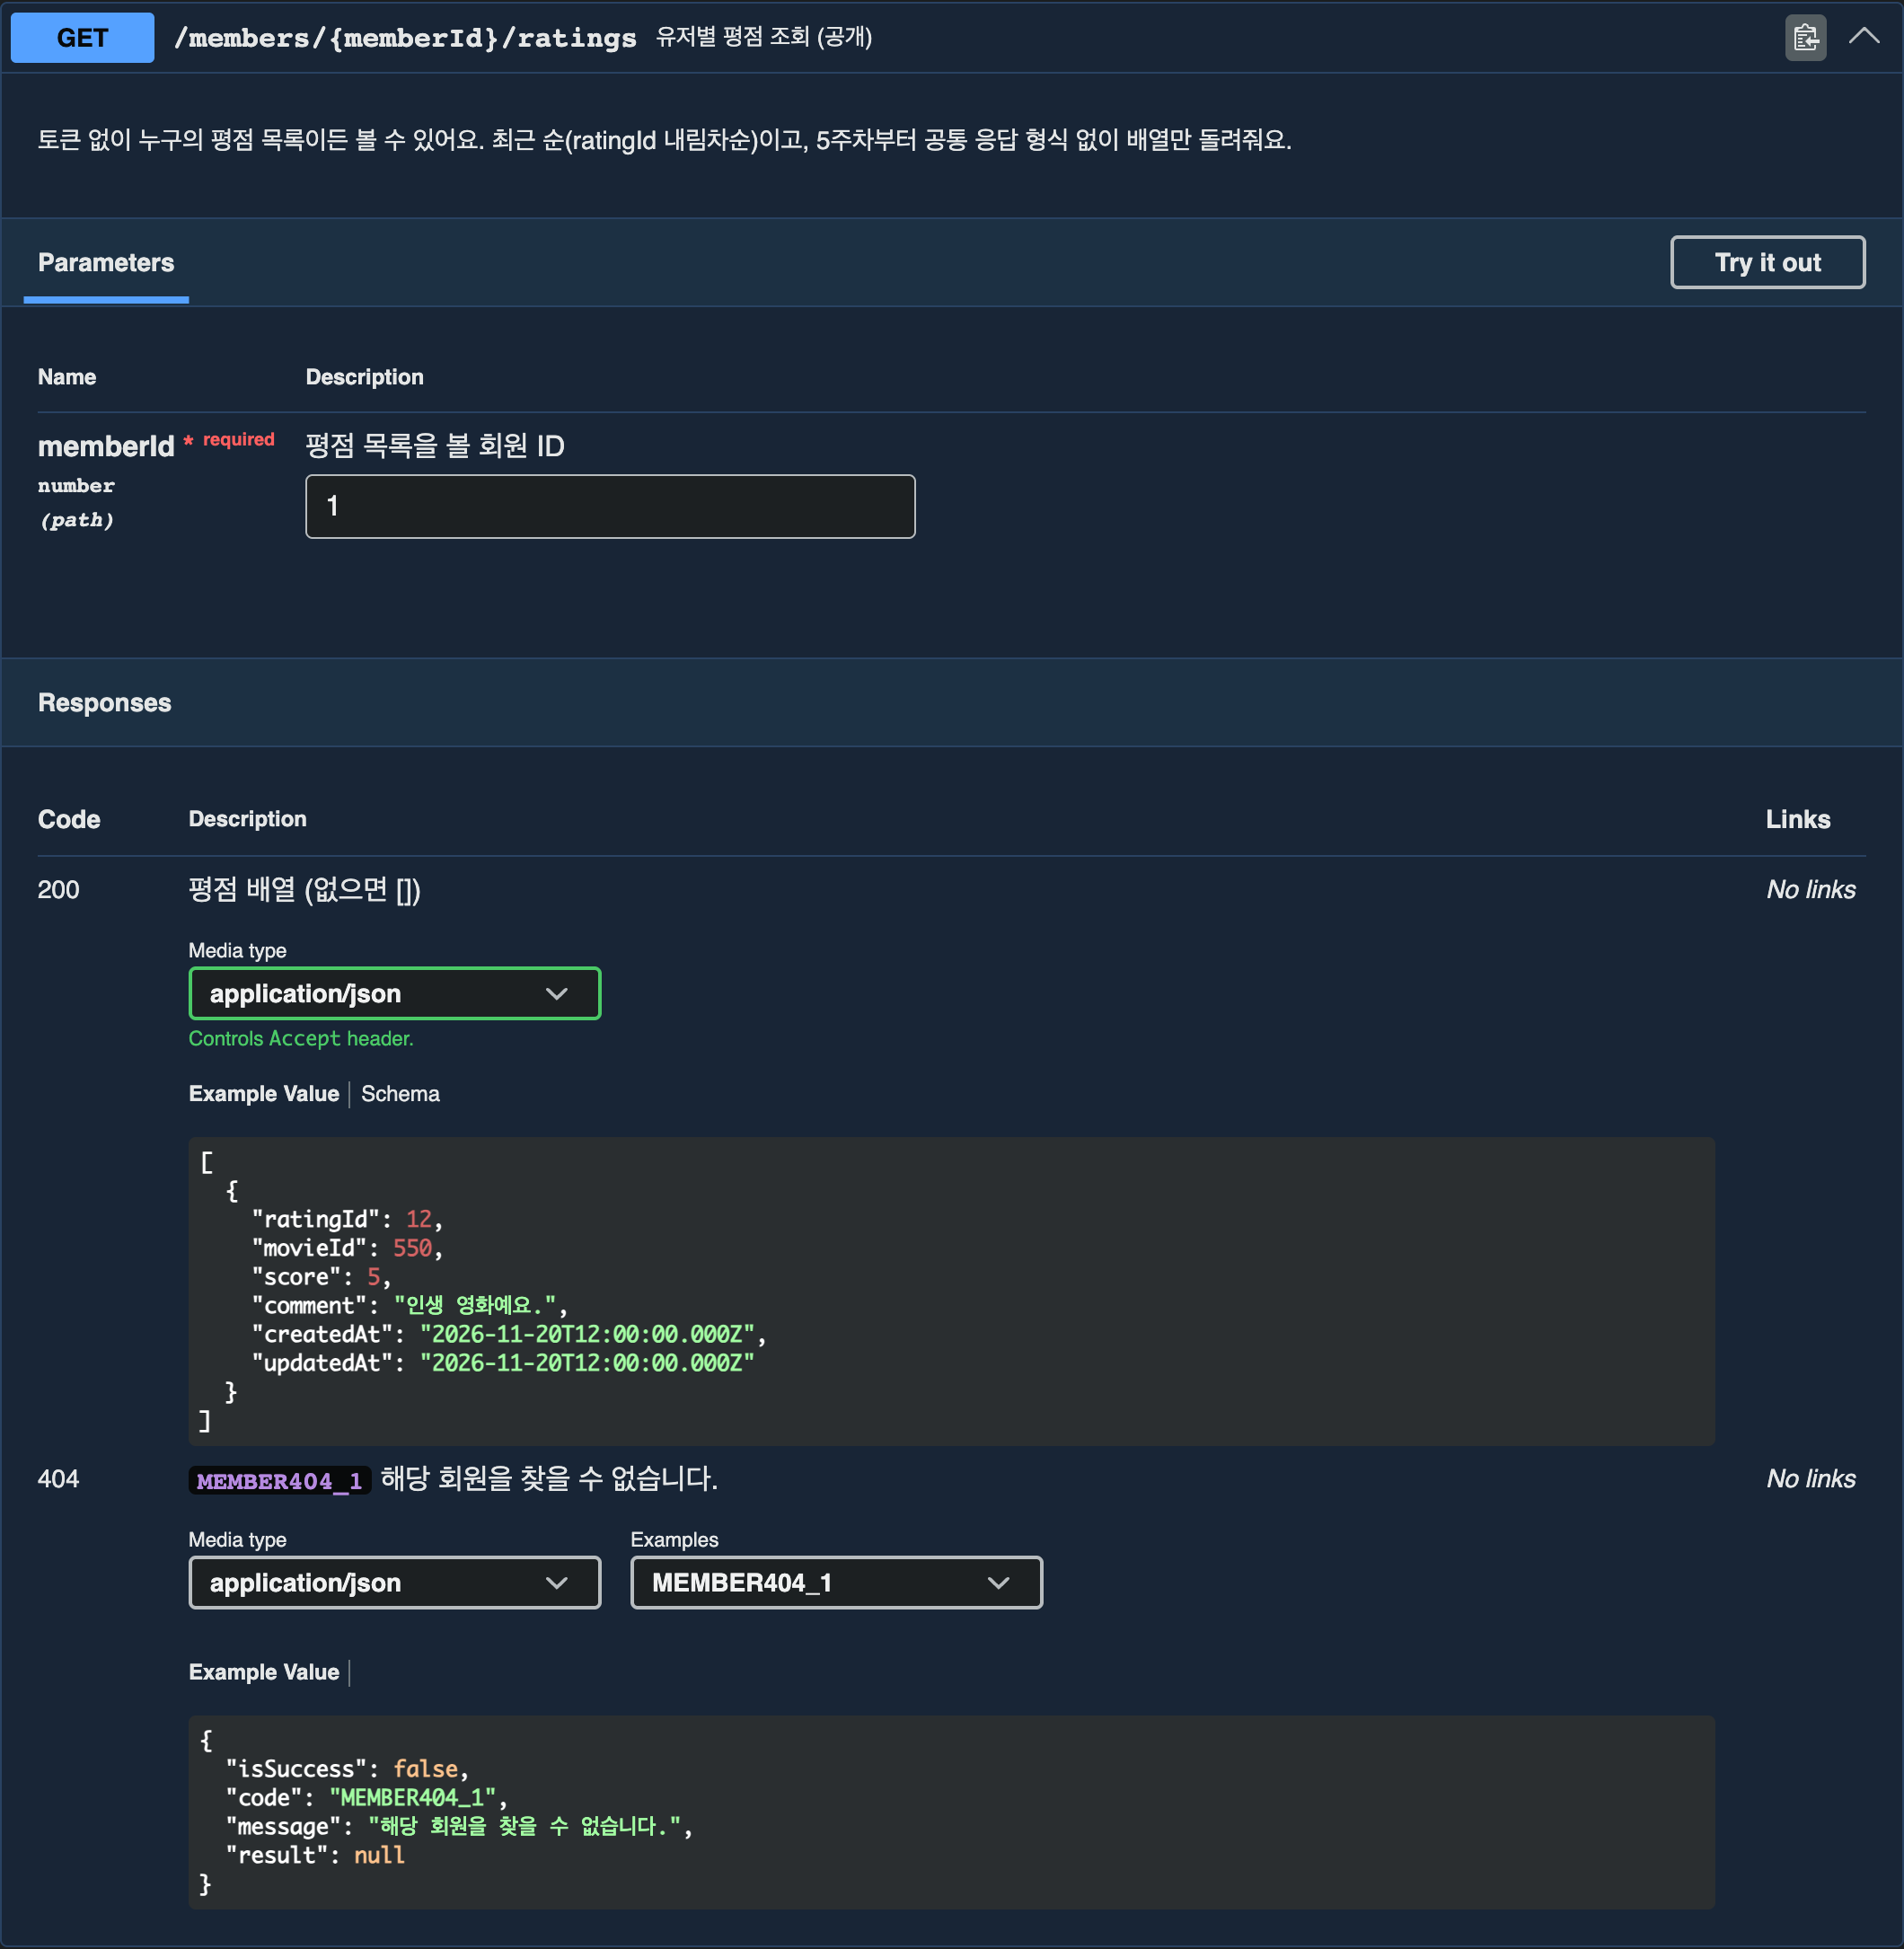 GET /members/{memberId}/ratings 유저별 평점 조회 (공개)
토큰 없이 누구의 평점 목록이든 볼 수 있어요. 최근 순(ratingId 내림차순)이고, 5주차부터 공통 응답 형식 없이 배열만 돌려줘요.
Parameters
Try it out
Name Description
memberId * required 평점 목록을 볼 회원 ID
number
(path)
1
Responses
Code Description Links
200 평점 배열 (없으면 []) No links
Media type
application/json
Controls Accept header.
Example Value Schema
[
  {
    "ratingId": 12,
    "movieId": 550,
    "score": 5,
    "comment": "인생 영화예요.",
    "createdAt": "2026-11-20T12:00:00.000Z",
    "updatedAt": "2026-11-20T12:00:00.000Z"
  }
]
404 MEMBER404_1 해당 회원을 찾을 수 없습니다. No links
Media type Examples
application/json MEMBER404_1
Example Value
{
  "isSuccess": false,
  "code": "MEMBER404_1",
  "message": "해당 회원을 찾을 수 없습니다.",
  "result": null
}